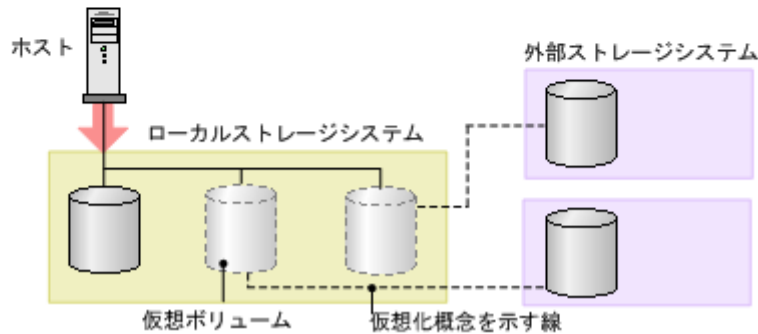 ホスト
外部ストレージシステム
ローカルストレージシステム
仮想ボリューム
仮想化概念を示す線